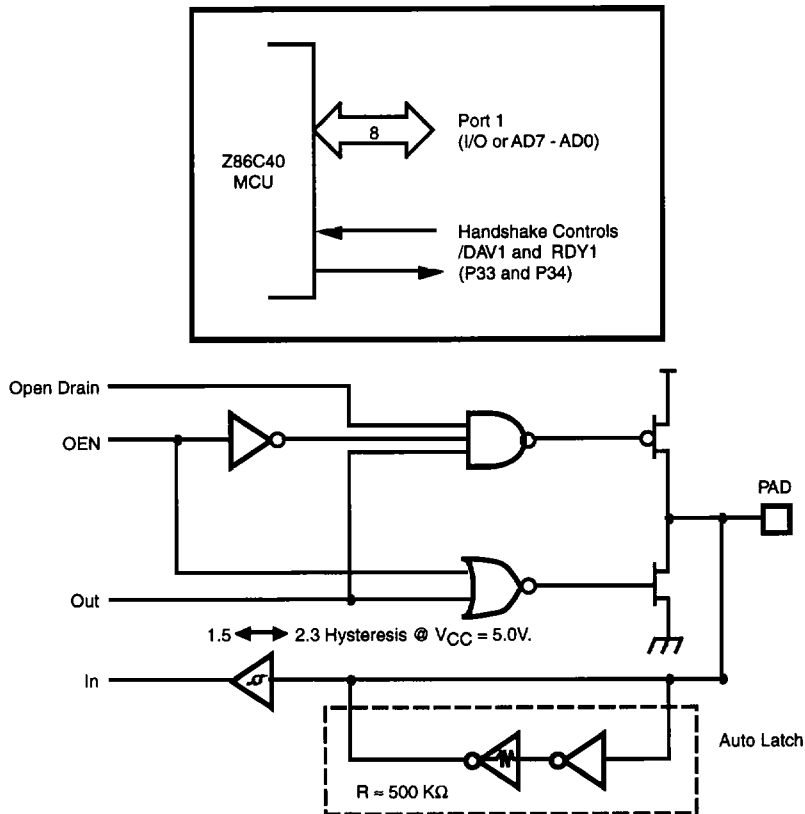 Z86C40
MCU
8
Port 1
(I/O or AD7 - AD0)
Handshake Controls
/DAV1 and RDY1
(P33 and P34)
Open Drain
OEN
PAD
Out
1.5 2.3 Hysteresis @ VCC = 5.0V.
In
Auto Latch
R ≈ 500 KΩ